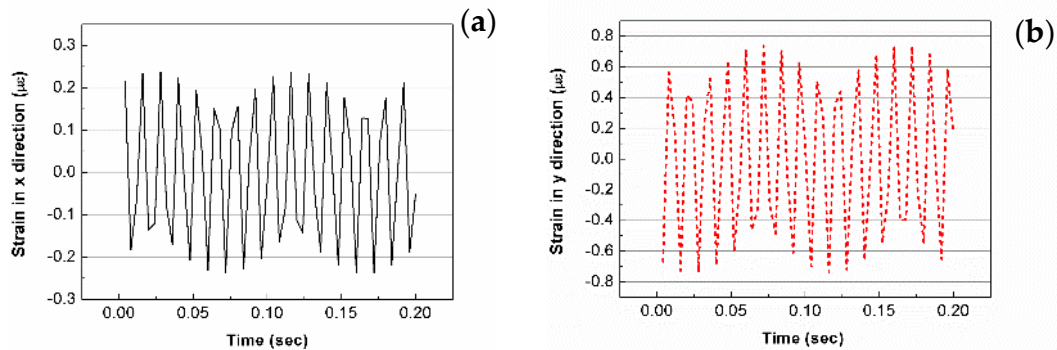 (a)
0.3
0.2
0.1
0.0
-0.1
-0.2
-0.3
Strain in x direction (με)
0.00 0.05 0.10 0.15 0.20
Time (sec)
(b)
0.8
0.6
0.4
0.2
0.0
-0.2
-0.4
-0.6
-0.8
Strain in y direction (με)
0.00 0.05 0.10 0.15 0.20
Time (sec)